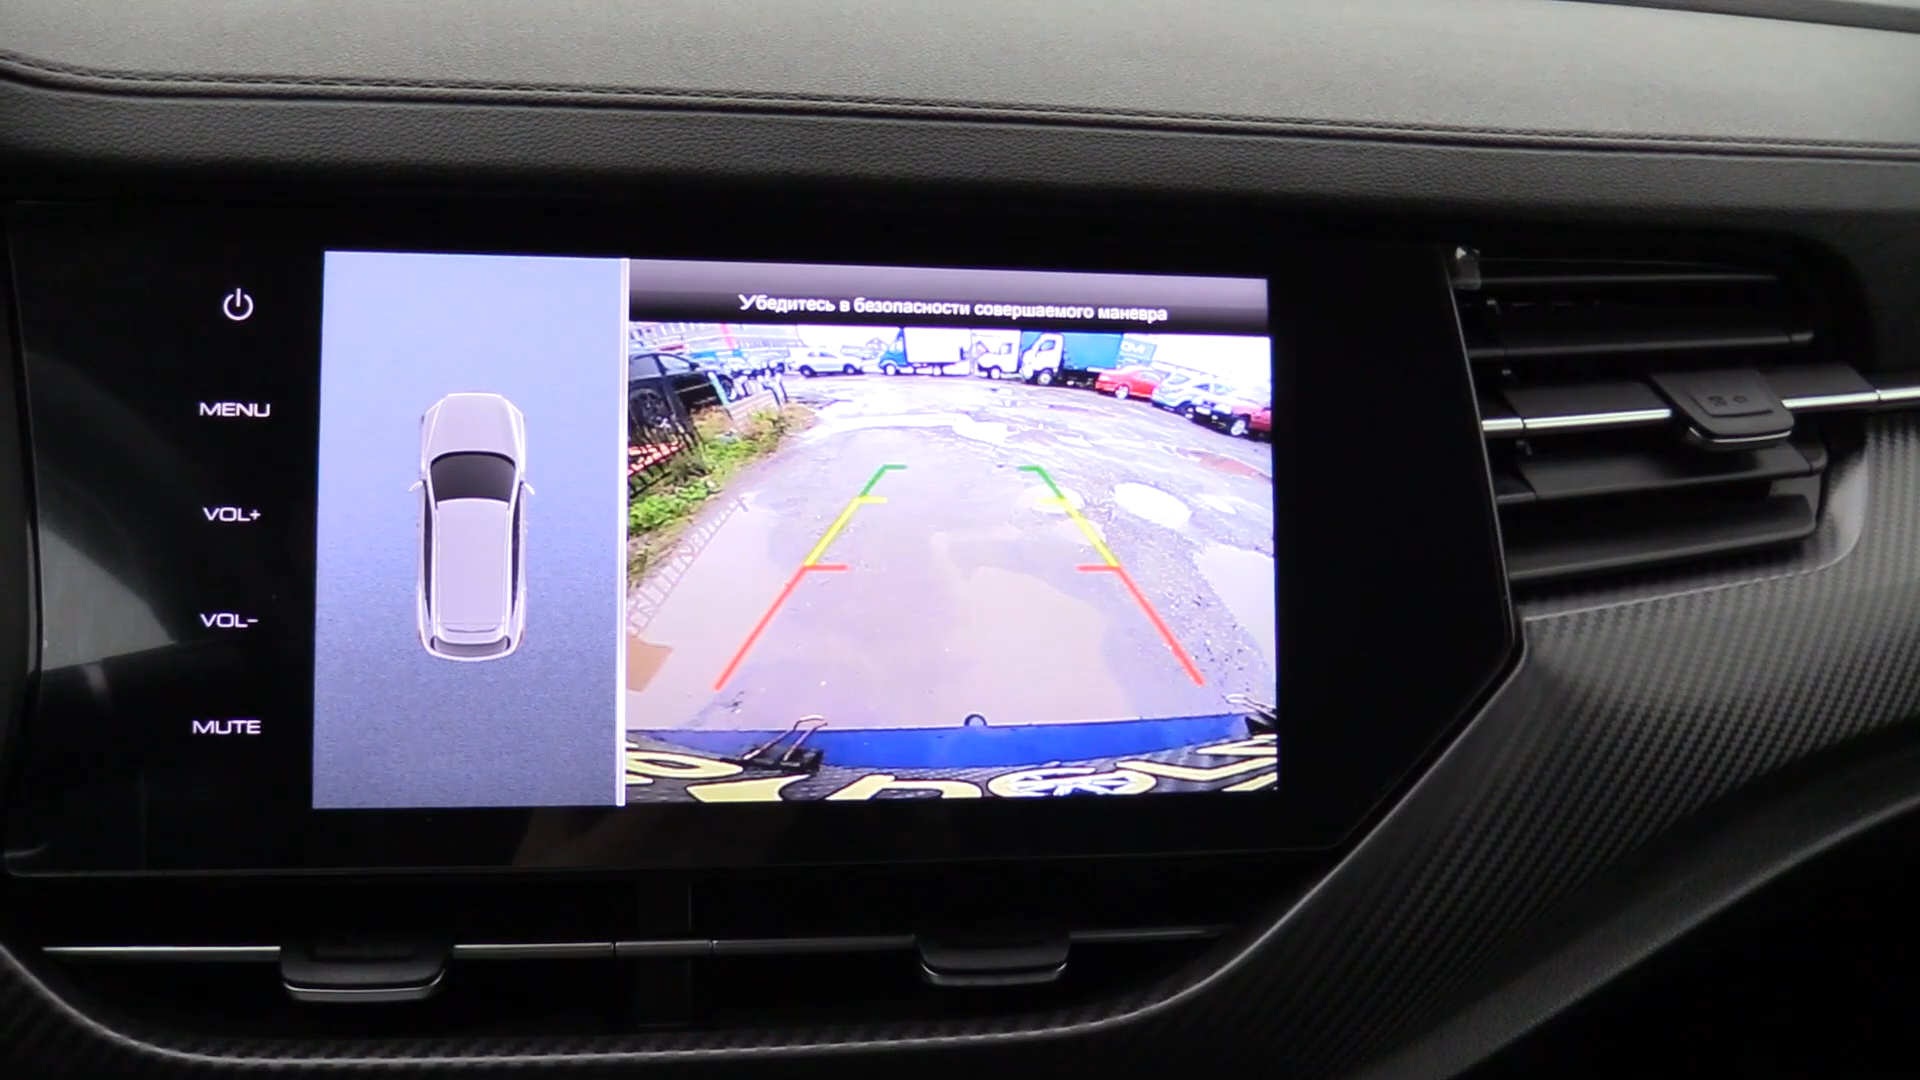 Убедитесь в безопасности совершаемого маневра
MENU
VOL+
VOL-
MUTE